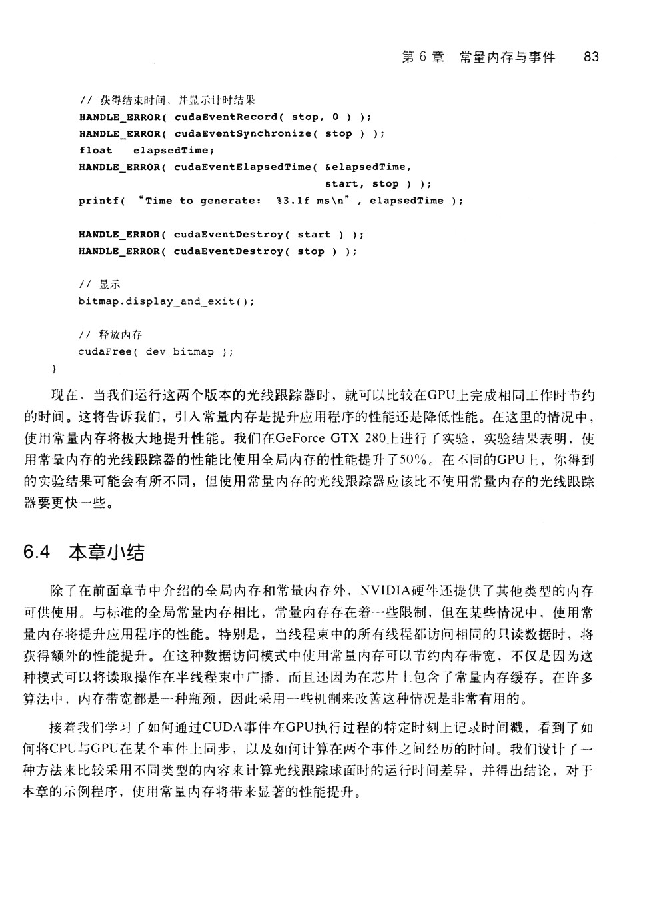 第 6 章 常量内存与事件 83
// 获得结束时间，并显示计时结果
HANDLE_ERROR( cudaEventRecord( stop, 0 ) );
HANDLE_ERROR( cudaEventSynchronize( stop ) );
float elapsedTime;
HANDLE_ERROR( cudaEventElapsedTime( &elapsedTime,
start, stop ) );
printf( "Time to generate: %3.1f ms\n", elapsedTime );
HANDLE_ERROR( cudaEventDestroy( start ) );
HANDLE_ERROR( cudaEventDestroy( stop ) );
// 显示
bitmap.display_and_exit();
// 释放内存
cudaFree( dev_bitmap );
}
现在，当我们运行这两个版本的光线跟踪器时，就可以比较在GPU上完成相同工作时节约
的时间。这将告诉我们，引入常量内存是提升应用程序的性能还是降低性能。在这里的情况中，
使用常量内存将极大地提升性能。我们在GeForce GTX 280上进行了实验，实验结果表明，使
用常量内存的光线跟踪器的性能比使用全局内存的性能提升了50%。在不同的GPU上，你得到
的实验结果可能会有所不同，但使用常量内存的光线跟踪器应该比不使用常量内存的光线跟踪
器要更快一些。
6.4 本章小结
除了在前面章节中介绍的全局内存和常量内存外，NVIDIA硬件还提供了其他类型的内存
可供使用。与标准的全局常量内存相比，常量内存存在着一些限制，但在某些情况中，使用常
量内存将提升应用程序的性能。特别是，当线程束中的所有线程都访问相同的只读数据时，将
获得额外的性能提升。在这种数据访问模式中使用常量内存可以节约内存带宽，不仅是因为这
种模式可以将读取操作在半线程束中广播，而且还因为在芯片上包含了常量内存缓存。在许多
算法中，内存带宽都是一种瓶颈，因此采用一些机制来改善这种情况是非常有用的。
接着我们学习了如何通过CUDA事件在GPU执行过程的特定时刻上记录时间戳，看到了如
何将CPU与GPU在某个事件上同步，以及如何计算在两个事件之间经历的时间。我们设计了一
种方法来比较采用不同类型的内容来计算光线跟踪球面时的运行时间差异，并得出结论，对于
本章的示例程序，使用常量内存将带来显著的性能提升。